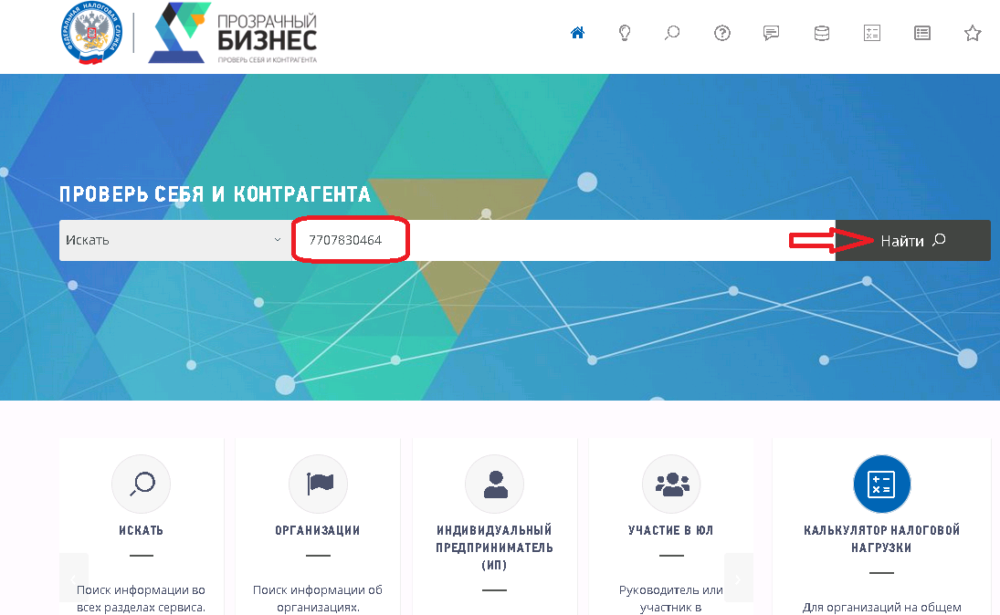 ФЕДЕРАЛЬНАЯ НАЛОГОВАЯ СЛУЖБА
ПРОЗРАЧНЫЙ
БИЗНЕС
ПРОВЕРЬ СЕБЯ И КОНТРАГЕНТА
ПРОВЕРЬ СЕБЯ И КОНТРАГЕНТА
Искать
7707830464
Найти
ИСКАТЬ
Поиск информации во
всех разделах сервиса.
ОРГАНИЗАЦИИ
Поиск информации об
организациях.
ИНДИВИДУАЛЬНЫЙ
ПРЕДПРИНИМАТЕЛЬ
(ИП)
УЧАСТИЕ В ЮЛ
Руководитель или
участник в
КАЛЬКУЛЯТОР НАЛОГОВОЙ
НАГРУЗКИ
Для организаций на общем